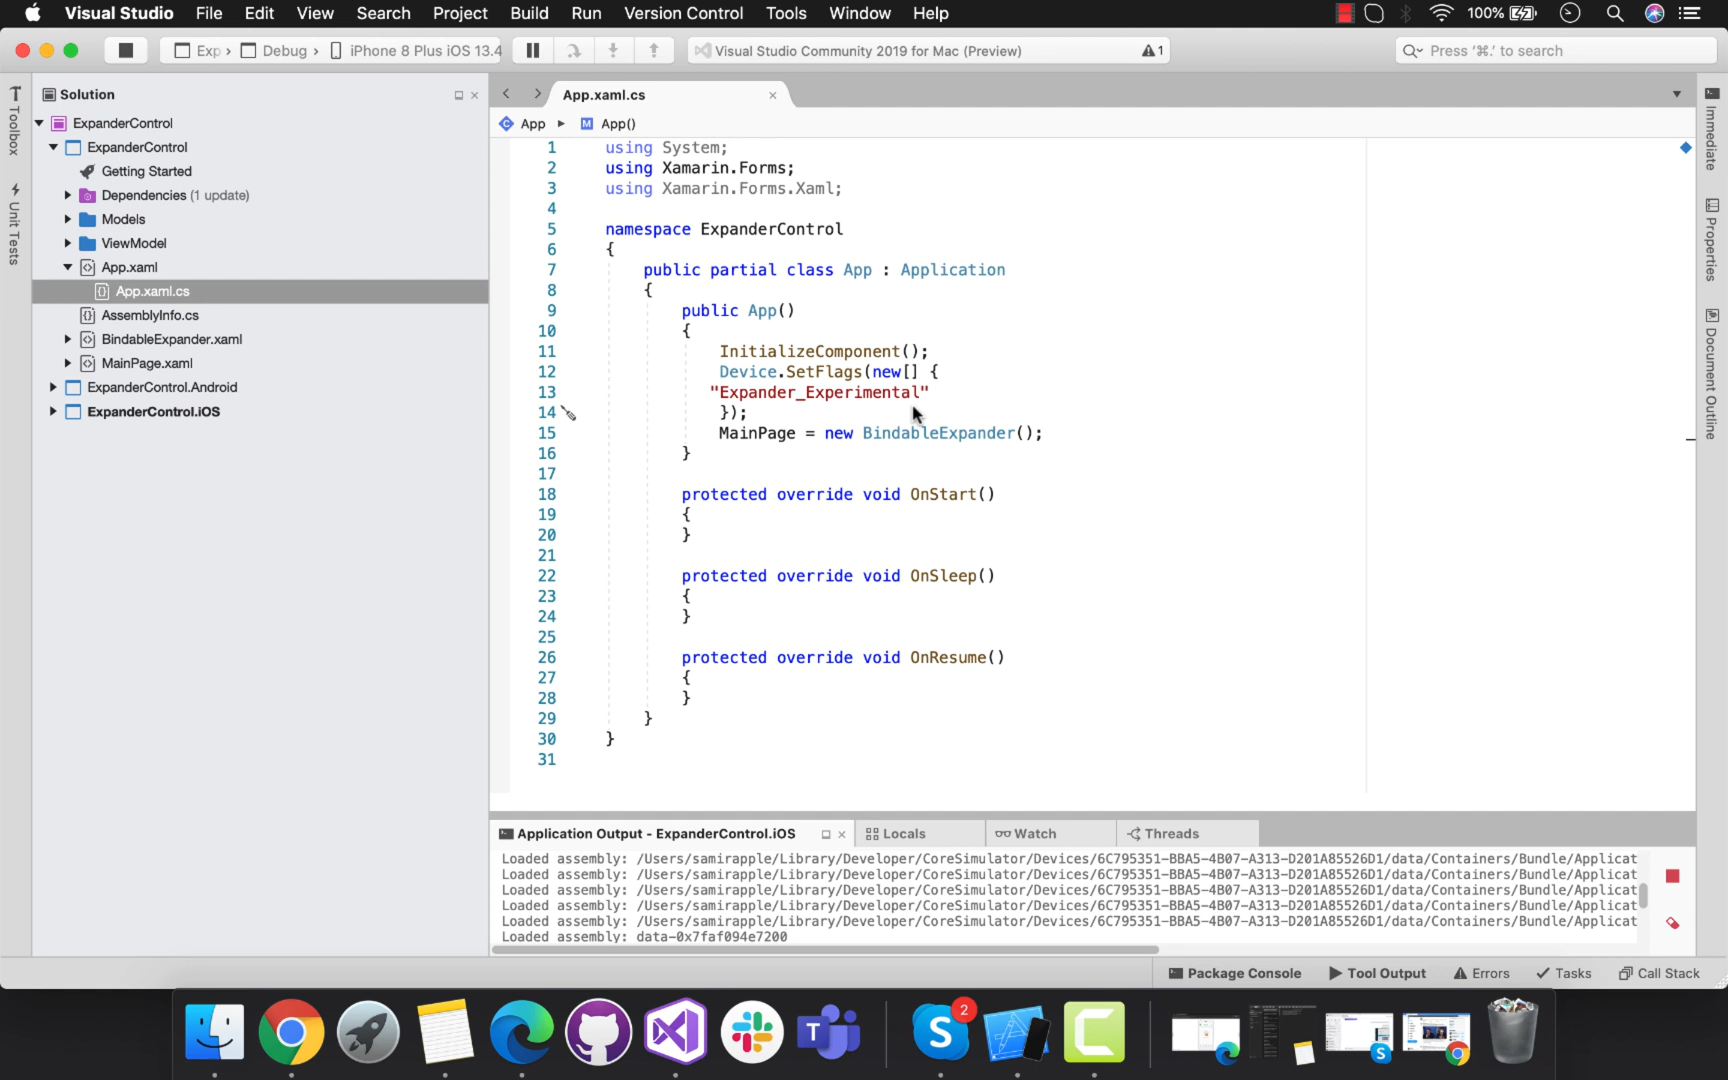 Visual Studio File Edit View Search Project Build Run Version Control Tools Window Help 100%
Exp › Debug › iPhone 8 Plus iOS 13.4
Visual Studio Community 2019 for Mac (Preview) 1
Press ‘⌘.’ to search
Toolbox
Unit Tests
Solution
ExpanderControl
ExpanderControl
Getting Started
Dependencies (1 update)
Models
ViewModel
App.xaml
App.xaml.cs
AssemblyInfo.cs
BindableExpander.xaml
MainPage.xaml
ExpanderControl.Android
ExpanderControl.iOS
App.xaml.cs
App M App()
1 using System;
2 using Xamarin.Forms;
3 using Xamarin.Forms.Xaml;
4
5 namespace ExpanderControl
6 {
7 public partial class App : Application
8 {
9 public App()
10 {
11 InitializeComponent();
12 Device.SetFlags(new[] {
13 "Expander_Experimental"
14 });
15 MainPage = new BindableExpander();
16 }
17
18 protected override void OnStart()
19 {
20 }
21
22 protected override void OnSleep()
23 {
24 }
25
26 protected override void OnResume()
27 {
28 }
29 }
30 }
31
Immediate
Properties
Document Outline
Application Output - ExpanderControl.iOS
Locals
Watch
Threads
Loaded assembly: /Users/samirapple/Library/Developer/CoreSimulator/Devices/6C795351-BBA5-4B07-A313-D201A85526D1/data/Containers/Bundle/Applicat
Loaded assembly: /Users/samirapple/Library/Developer/CoreSimulator/Devices/6C795351-BBA5-4B07-A313-D201A85526D1/data/Containers/Bundle/Applicat
Loaded assembly: /Users/samirapple/Library/Developer/CoreSimulator/Devices/6C795351-BBA5-4B07-A313-D201A85526D1/data/Containers/Bundle/Applicat
Loaded assembly: /Users/samirapple/Library/Developer/CoreSimulator/Devices/6C795351-BBA5-4B07-A313-D201A85526D1/data/Containers/Bundle/Applicat
Loaded assembly: /Users/samirapple/Library/Developer/CoreSimulator/Devices/6C795351-BBA5-4B07-A313-D201A85526D1/data/Containers/Bundle/Applicat
Loaded assembly: data-0x7faf094e7200
Package Console Tool Output Errors Tasks Call Stack
T S 2 C S